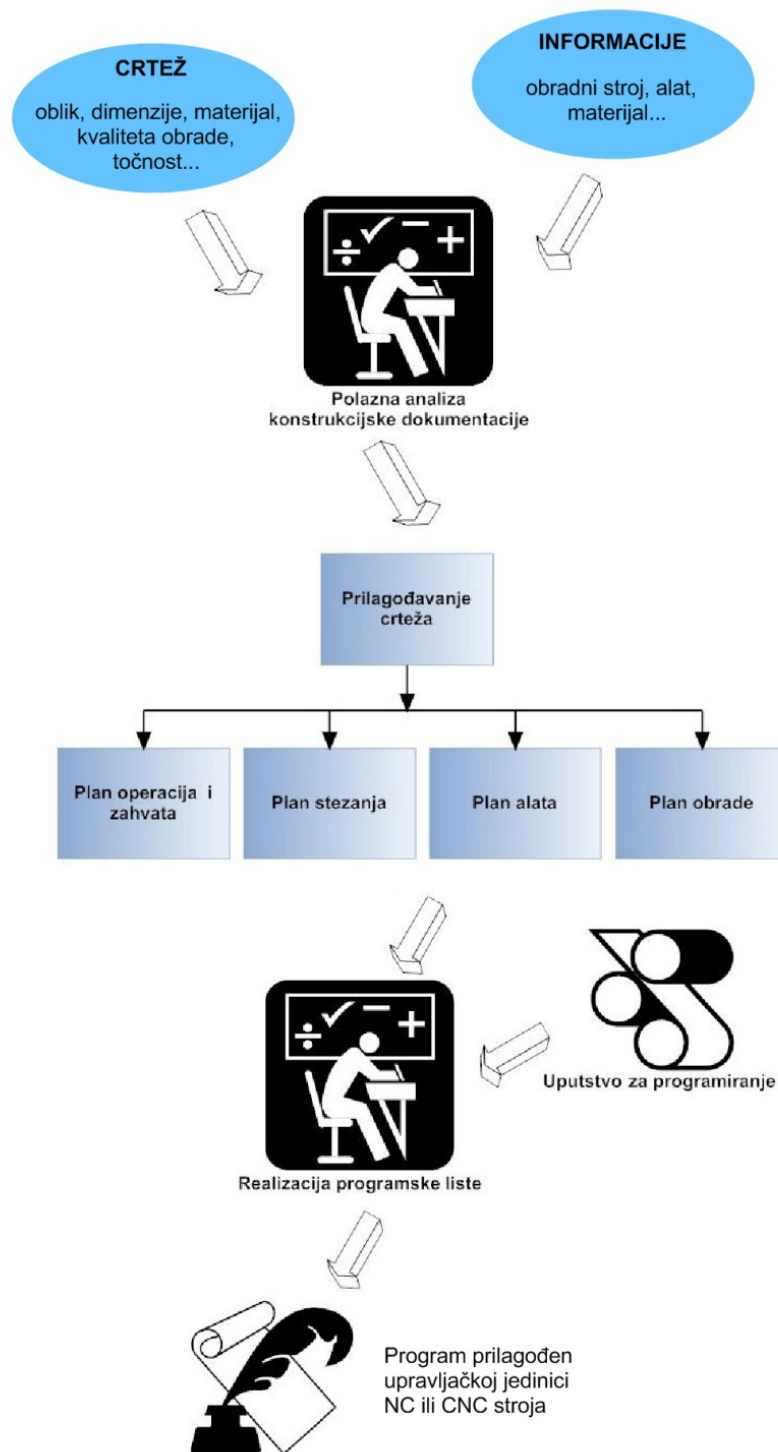 CRTEŽ
oblik, dimenzije, materijal,
kvaliteta obrade,
točnost...
INFORMACIJE
obradni stroj, alat,
materijal...
Polazna analiza
konstrukcijske dokumentacije
Prilagođavanje
crteža
Plan operacija i
zahvata
Plan stezanja
Plan alata
Plan obrade
Uputstvo za programiranje
Realizacija programske liste
Program prilagođen
upravljačkoj jedinici
NC ili CNC stroja